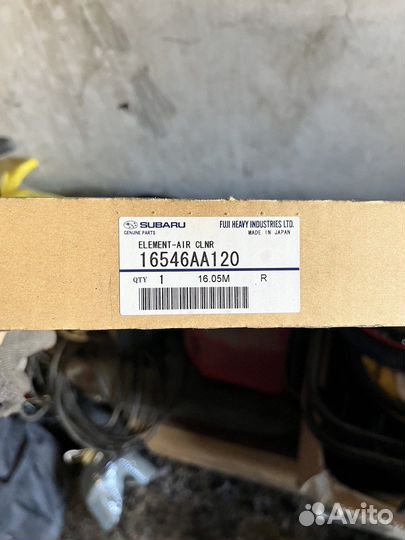 SUBARU FUJI HEAVY INDUSTRIES LTD.
GENUINE PARTS MADE IN JAPAN
ELEMENT-AIR CLNR
16546AA120
QTY 1 16.05M R
Avito